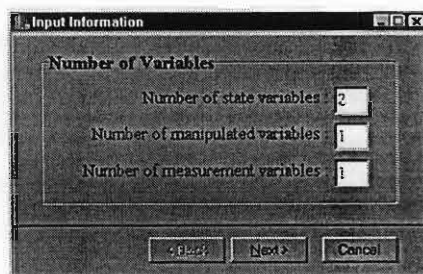 Input Information
Number of Variables
Number of state variables : 2
Number of manipulated variables : 1
Number of measurement variables : 1
< Back Next > Cancel